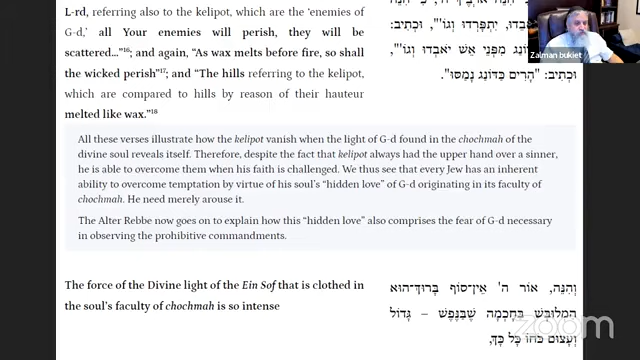 L-rd, referring also to the kelipot, which are the ‘enemies of
G-d,’ all Your enemies will perish, they will be
scattered...”¹⁶; and again, “As wax melts before fire, so shall
the wicked perish”¹⁷; and “The hills referring to the kelipot,
which are compared to hills by reason of their hauteur
melted like wax.”¹⁸
יֹאבֵדוּ, יִתְפָּרְדוּ וְגוֹ'", וּכְתִיב:
"כְּהִמֵּס דּוֹנַג מִפְּנֵי אֵשׁ יֹאבְדוּ וְגוֹ'",
וּכְתִיב: "הָרִים כַּדּוֹנַג נָמַסּוּ".
Zalman bukiet
All these verses illustrate how the kelipot vanish when the light of G-d found in the chochmah of the
divine soul reveals itself. Therefore, despite the fact that kelipot always had the upper hand over a sinner,
he is able to overcome them when his faith is challenged. We thus see that every Jew has an inherent
ability to overcome temptation by virtue of his soul’s “hidden love” of G-d originating in its faculty of
chochmah. He need merely arouse it.
The Alter Rebbe now goes on to explain how this “hidden love” also comprises the fear of G-d necessary
in observing the prohibitive commandments.
The force of the Divine light of the Ein Sof that is clothed in
the soul’s faculty of chochmah is so intense
וְהִנֵּה, אוֹר ה' אֵין־סוֹף בָּרוּךְ־הוּא
הַמְלוּבָּשׁ בַּחָכְמָה שֶׁבַּנֶּפֶשׁ – גָּדוֹל
וְעָצוּם כֹּחוֹ כָּל כָּךְ,
zoom